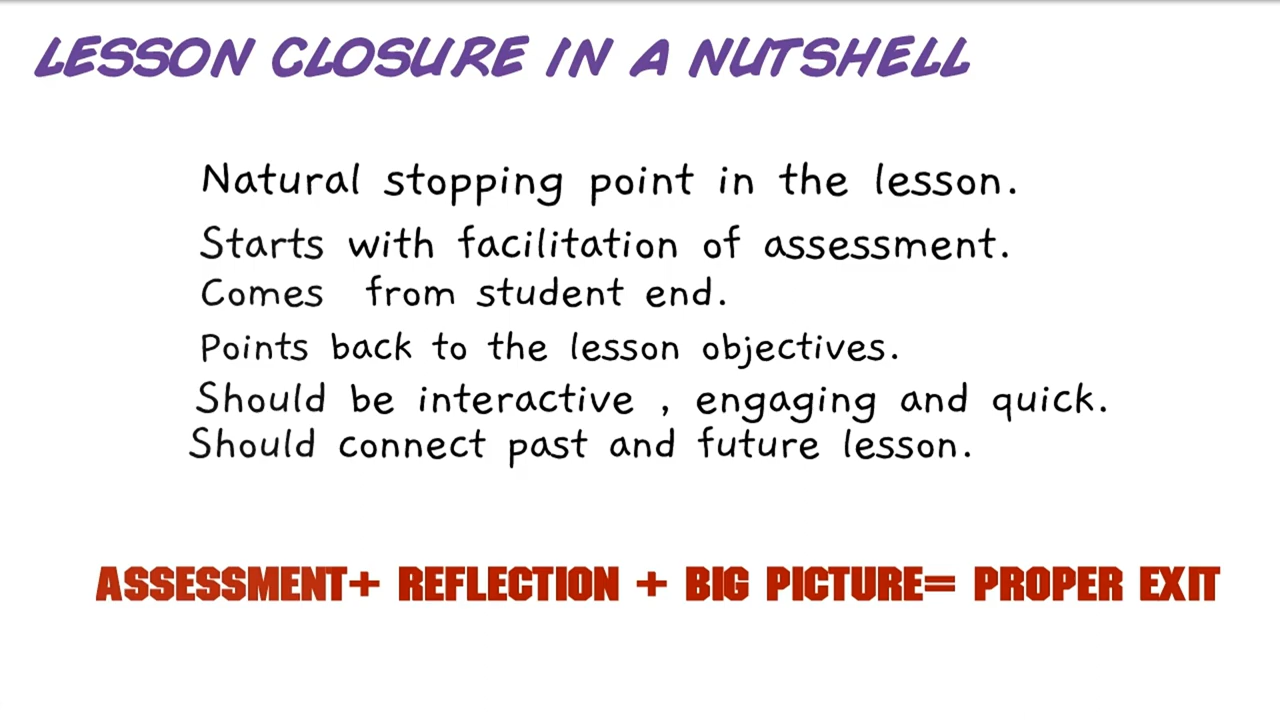 LESSON CLOSURE IN A NUTSHELL
Natural stopping point in the lesson.
Starts with facilitation of assessment.
Comes from student end.
Points back to the lesson objectives.
Should be interactive , engaging and quick.
Should connect past and future lesson.
ASSESSMENT+ REFLECTION + BIG PICTURE= PROPER EXIT